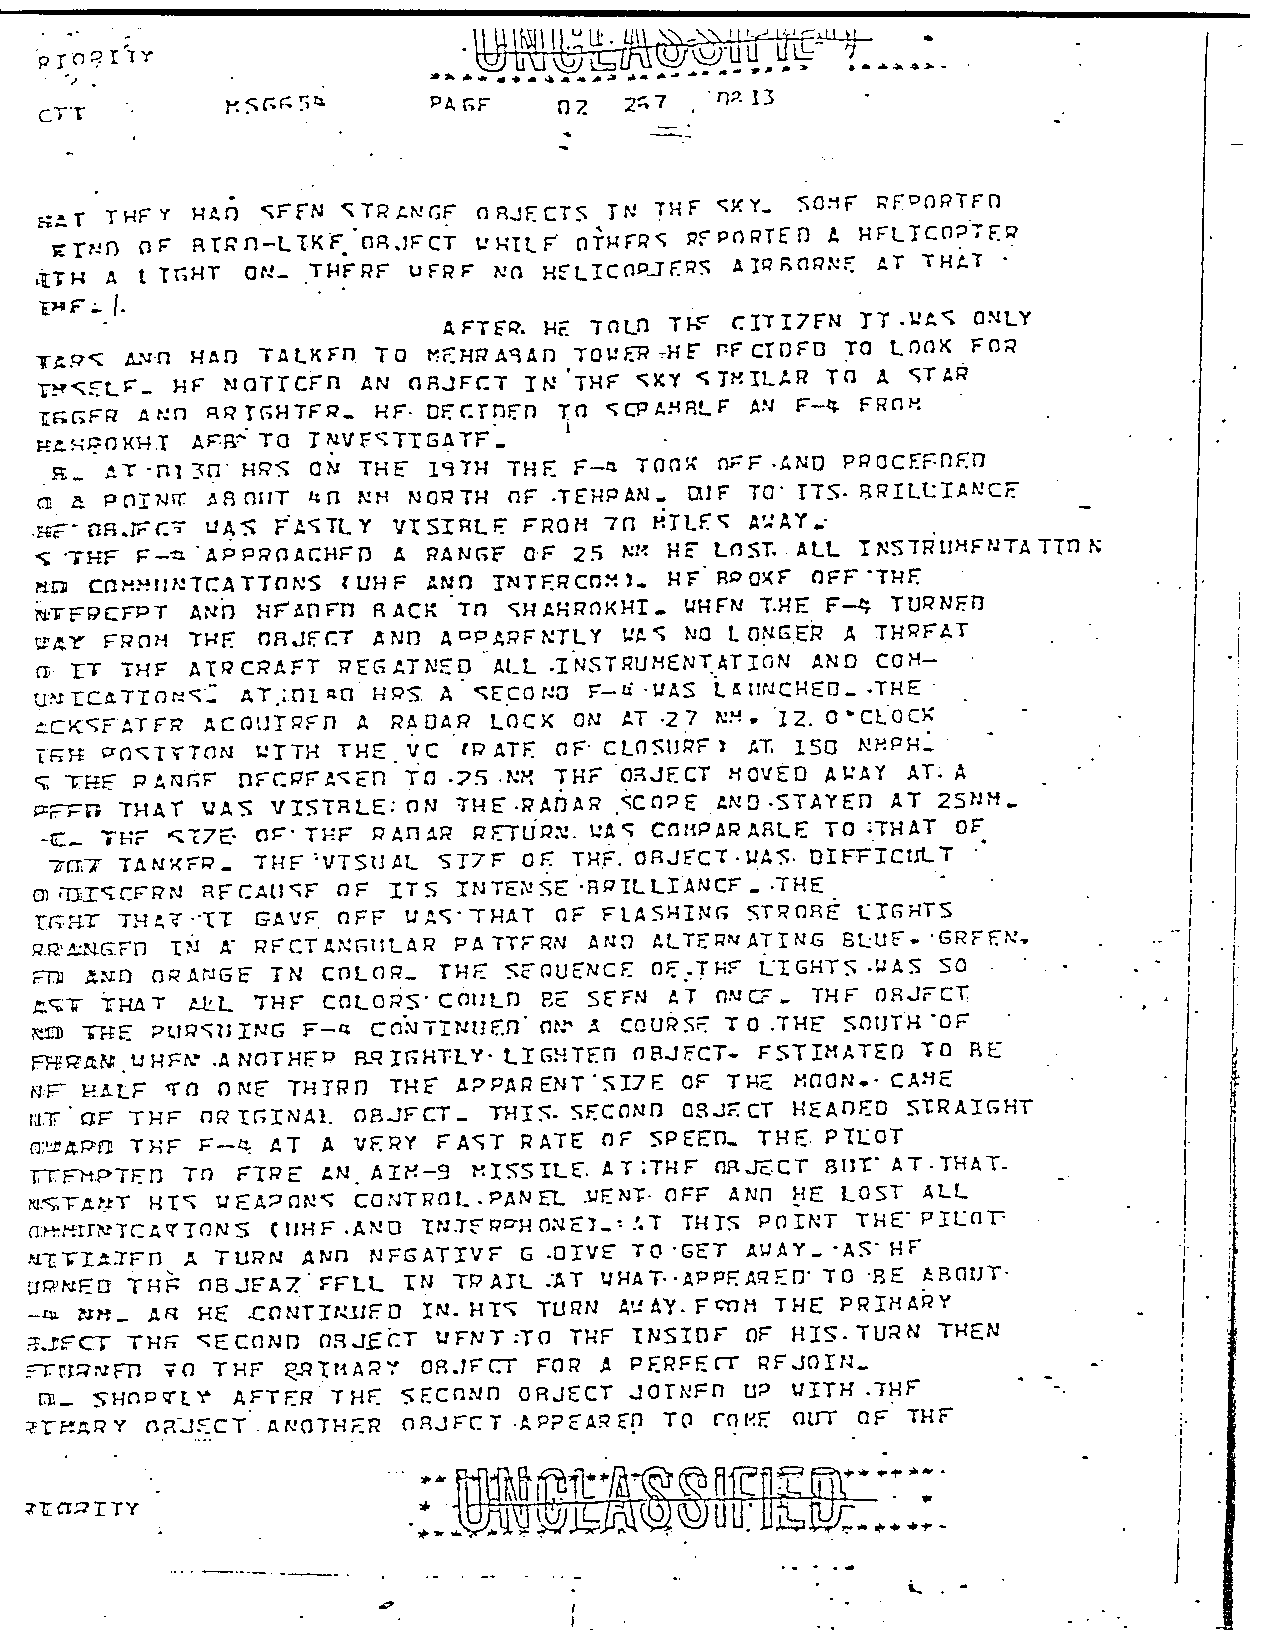 UNCLASSIFIED
PIORITY
CTT MSG654 PAGE 02 267 0813
HAT THEY HAD SEEN STRANGE OBJECTS IN THE SKY. SOME REPORTED
KIND OF BIRD-LIKE OBJECT WHILE OTHERS REPORTED A HELICOPTER
ITH A LIGHT ON. THERE WERE NO HELICOPTERS AIRBORNE AT THAT
IME.
AFTER HE TOLD THE CITIZEN IT WAS ONLY
TARS AND HAD TALKED TO MEHRABAD TOWER HE DECIDED TO LOOK FOR
IMSELF. HE NOTICED AN OBJECT IN THE SKY SIMILAR TO A STAR
IGGER AND BRIGHTER. HE DECIDED TO SCRAMBLE AN F-4 FROM
HAHROKHI AFB TO INVESTIGATE.
B. AT 0130 HRS ON THE 19TH THE F-4 TOOK OFF AND PROCEEDED
O A POINT ABOUT 40 NM NORTH OF TEHRAN. DUE TO ITS BRILLIANCE
HE OBJECT WAS EASILY VISIBLE FROM 70 MILES AWAY.
S THE F-4 APPROACHED A RANGE OF 25 NM HE LOST ALL INSTRUMENTATION
ND COMMUNICATIONS (UHF AND INTERCOM). HE BROKE OFF THE
NTERCEPT AND HEADED BACK TO SHAHROKHI. WHEN THE F-4 TURNED
WAY FROM THE OBJECT AND APPARENTLY WAS NO LONGER A THREAT
O IT THE AIRCRAFT REGAINED ALL INSTRUMENTATION AND COM-
UNICATIONS. AT 0140 HRS A SECOND F-4 WAS LAUNCHED. THE
ACKSEATER ACQUIRED A RADAR LOCK ON AT 27 NM, 12 O'CLOCK
IGH POSITION WITH THE VC (RATE OF CLOSURE) AT 150 NMPH.
S THE RANGE DECREASED TO 25 NM THE OBJECT MOVED AWAY AT A
PEED THAT WAS VISIBLE ON THE RADAR SCOPE AND STAYED AT 25NM.
C. THE SIZE OF THE RADAR RETURN WAS COMPARABLE TO THAT OF
707 TANKER. THE VISUAL SIZE OF THE OBJECT WAS DIFFICULT
O DISCERN BECAUSE OF ITS INTENSE BRILLIANCE. THE
IGHT THAT IT GAVE OFF WAS THAT OF FLASHING STROBE LIGHTS
RRANGED IN A RECTANGULAR PATTERN AND ALTERNATING BLUE, GREEN,
ED AND ORANGE IN COLOR. THE SEQUENCE OF THE LIGHTS WAS SO
AST THAT ALL THE COLORS COULD BE SEEN AT ONCE. THE OBJECT
ND THE PURSUING F-4 CONTINUED ON A COURSE TO THE SOUTH OF
EHRAN WHEN ANOTHER BRIGHTLY LIGHTED OBJECT, ESTIMATED TO BE
NE HALF TO ONE THIRD THE APPARENT SIZE OF THE MOON, CAME
UT OF THE ORIGINAL OBJECT. THIS SECOND OBJECT HEADED STRAIGHT
OWARD THE F-4 AT A VERY FAST RATE OF SPEED. THE PILOT
TTEMPTED TO FIRE AN AIM-9 MISSILE AT THE OBJECT BUT AT THAT
NSTANT HIS WEAPONS CONTROL PANEL WENT OFF AND HE LOST ALL
OMMUNICATIONS (UHF AND INTERPHONE). AT THIS POINT THE PILOT
NITIATED A TURN AND NEGATIVE G DIVE TO GET AWAY. AS HE
URNED THE OBJEAZ FELL IN TRAIL AT WHAT APPEARED TO BE ABOUT
-4 NM. AS HE CONTINUED IN HIS TURN AWAY FROM THE PRIMARY
BJECT THE SECOND OBJECT WENT TO THE INSIDE OF HIS TURN THEN
ETURNED TO THE PRIMARY OBJECT FOR A PERFECT REJOIN.
D. SHORTLY AFTER THE SECOND OBJECT JOINED UP WITH THE
RIMARY OBJECT ANOTHER OBJECT APPEARED TO COME OUT OF THE
UNCLASSIFIED
PIORITY